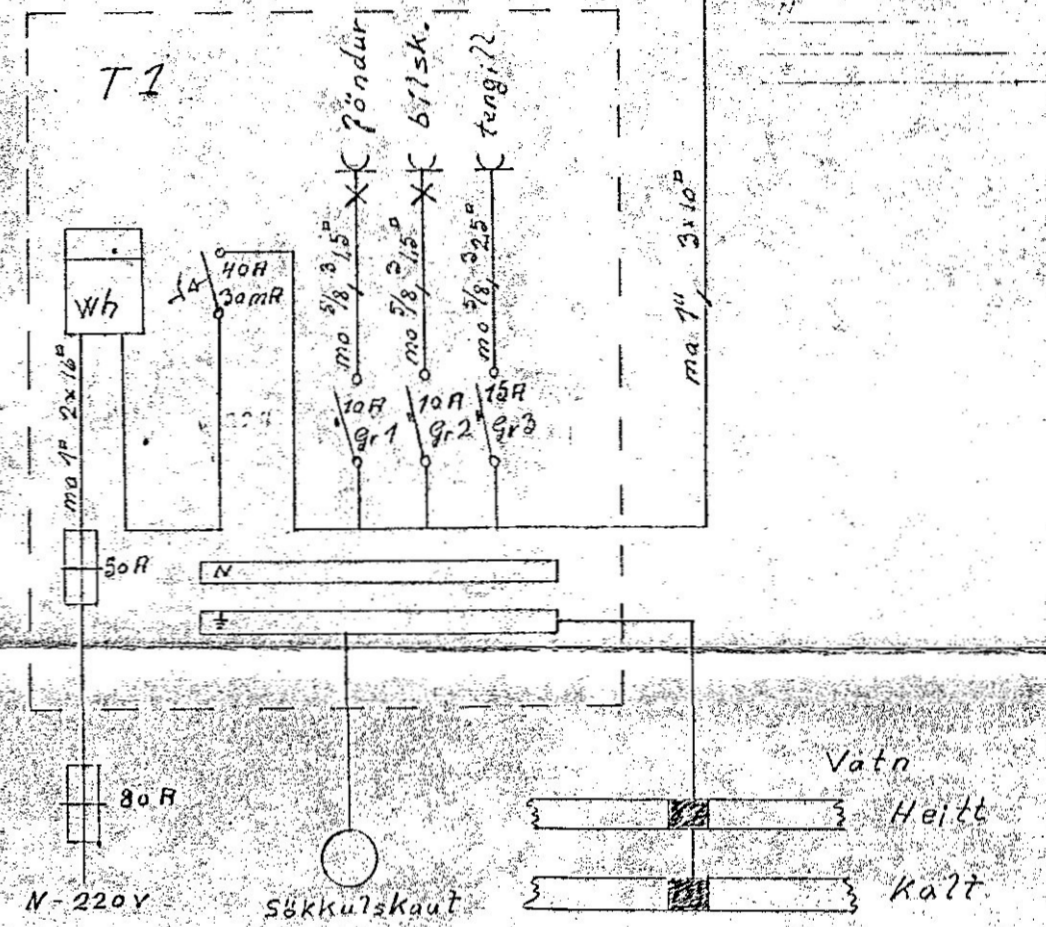 T1
föndur
bílsk.
tengill
Wh
40A
30mA
mo 5/8, 3 1,5▫
mo 5/8, 3 1,5▫
mo 5/8, 3 2,5▫
ma 1", 3x10▫
ma 1" 2x16▫
10A
Gr1
10A
Gr2
15A
Gr3
50A
N
80A
N-220V
Sökkulskaut
Vatn
Heitt
Kalt